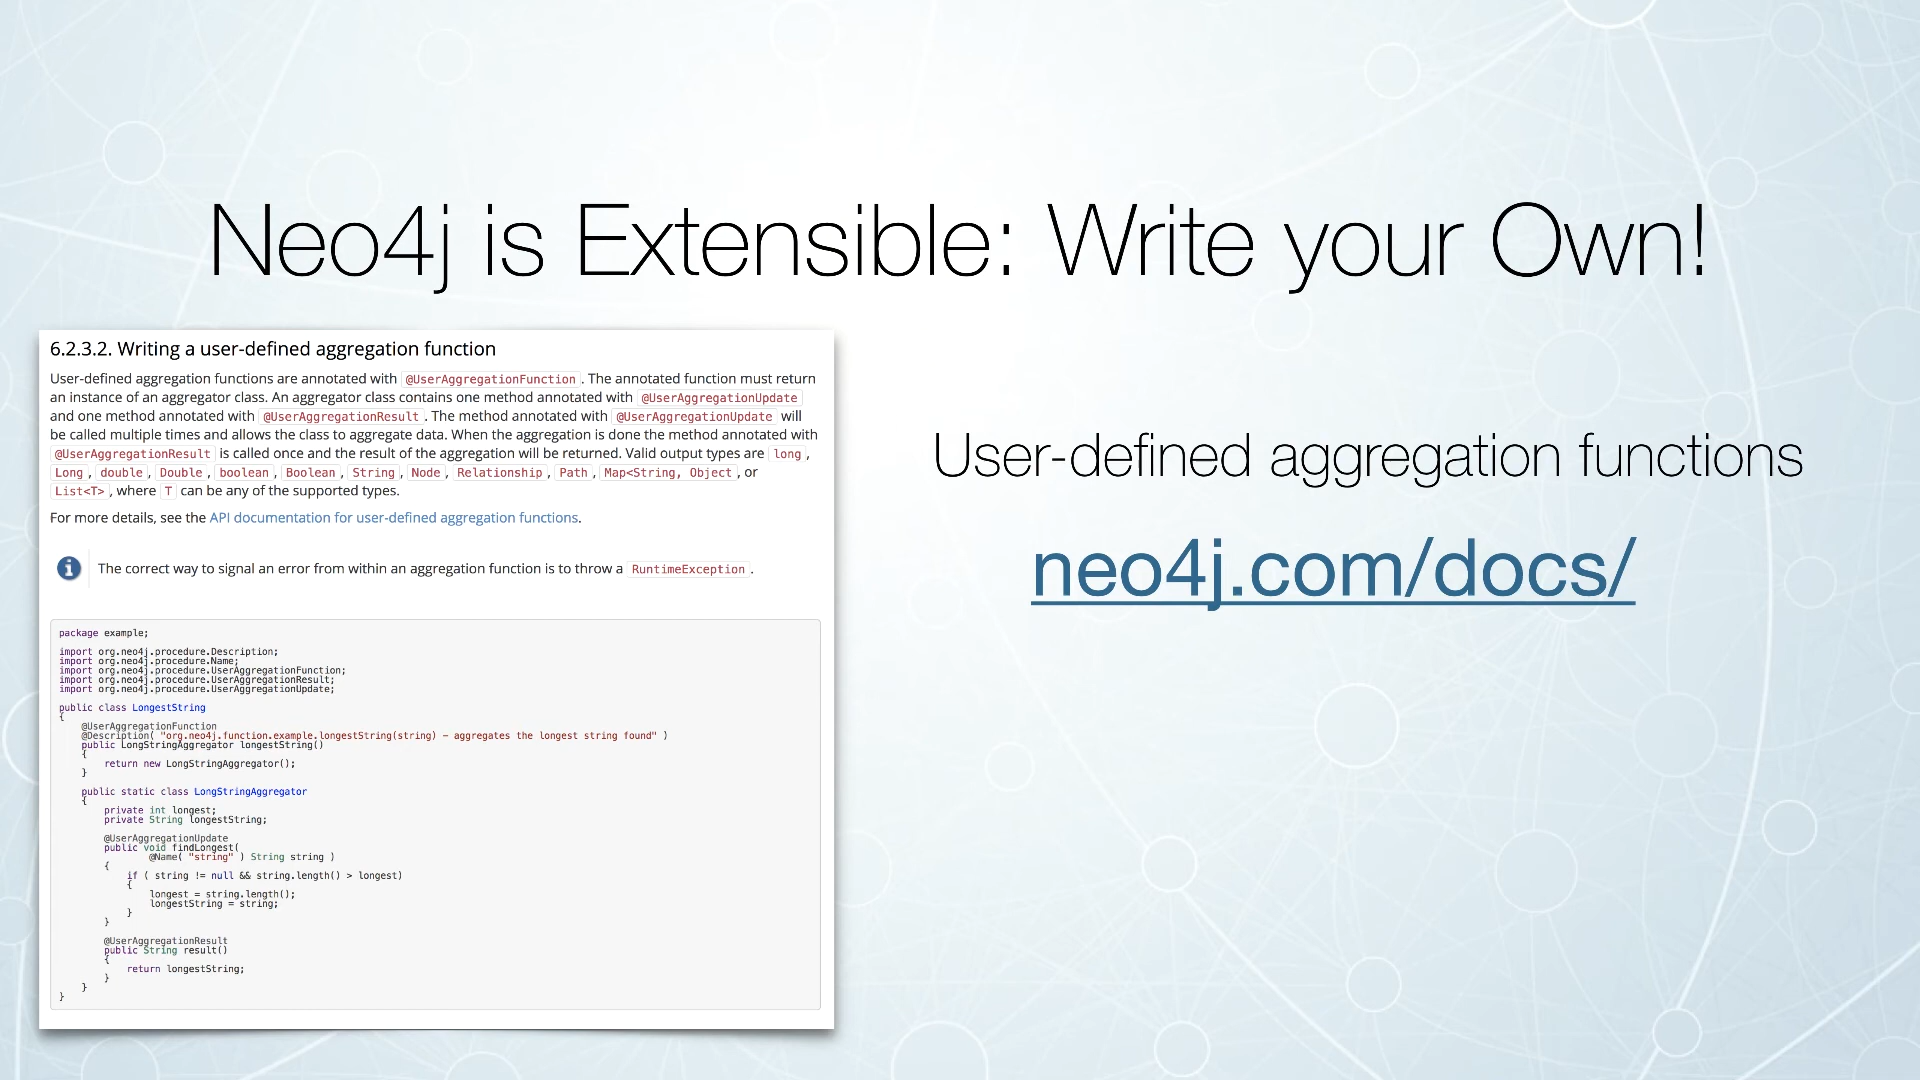 Neo4j is Extensible: Write your Own!
6.2.3.2. Writing a user-defined aggregation function
User-defined aggregation functions are annotated with @UserAggregationFunction . The annotated function must return
an instance of an aggregator class. An aggregator class contains one method annotated with @UserAggregationUpdate
and one method annotated with @UserAggregationResult . The method annotated with @UserAggregationUpdate will
be called multiple times and allows the class to aggregate data. When the aggregation is done the method annotated with
@UserAggregationResult is called once and the result of the aggregation will be returned. Valid output types are long ,
Long , double , Double , boolean , Boolean , String , Node , Relationship , Path , Map<String, Object , or
List<T> , where T can be any of the supported types.
For more details, see the API documentation for user-defined aggregation functions.
The correct way to signal an error from within an aggregation function is to throw a RuntimeException .
package example;
import org.neo4j.procedure.Description;
import org.neo4j.procedure.Name;
import org.neo4j.procedure.UserAggregationFunction;
import org.neo4j.procedure.UserAggregationResult;
import org.neo4j.procedure.UserAggregationUpdate;
public class LongestString
{
@UserAggregationFunction
@Description( "org.neo4j.function.example.longestString(string) - aggregates the longest string found" )
public LongStringAggregator longestString()
{
return new LongStringAggregator();
}
public static class LongStringAggregator
{
private int longest;
private String longestString;
@UserAggregationUpdate
public void findLongest(
@Name( "string" ) String string )
{
if ( string != null && string.length() > longest)
{
longest = string.length();
longestString = string;
}
}
@UserAggregationResult
public String result()
{
return longestString;
}
}
}
User-defined aggregation functions
neo4j.com/docs/